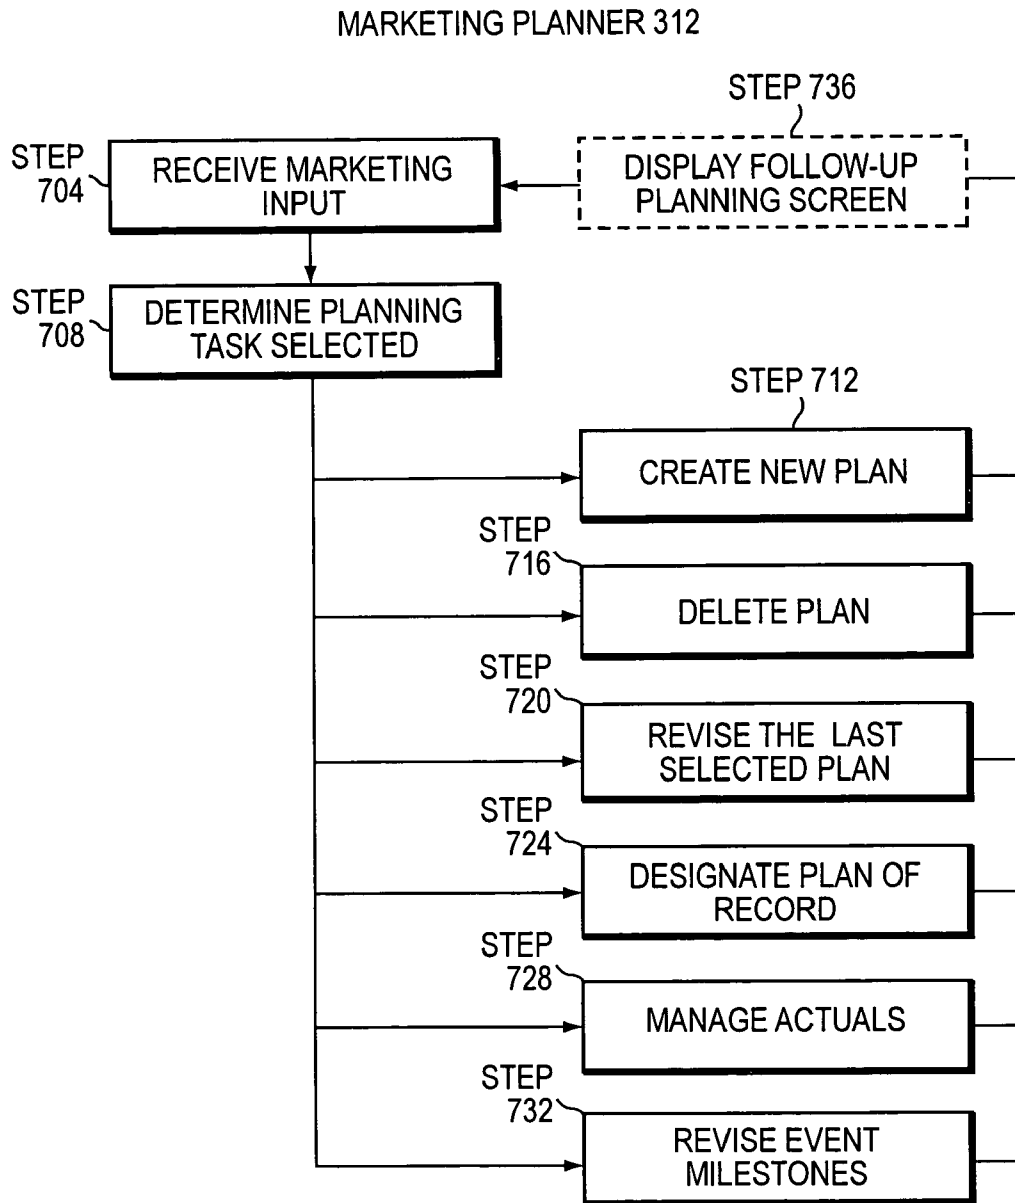 MARKETING PLANNER 312
STEP 736
STEP
704
RECEIVE MARKETING
INPUT
DISPLAY FOLLOW-UP
PLANNING SCREEN
STEP
708
DETERMINE PLANNING
TASK SELECTED
STEP 712
CREATE NEW PLAN
STEP
716
DELETE PLAN
STEP
720
REVISE THE LAST
SELECTED PLAN
STEP
724
DESIGNATE PLAN OF
RECORD
STEP
728
MANAGE ACTUALS
STEP
732
REVISE EVENT
MILESTONES